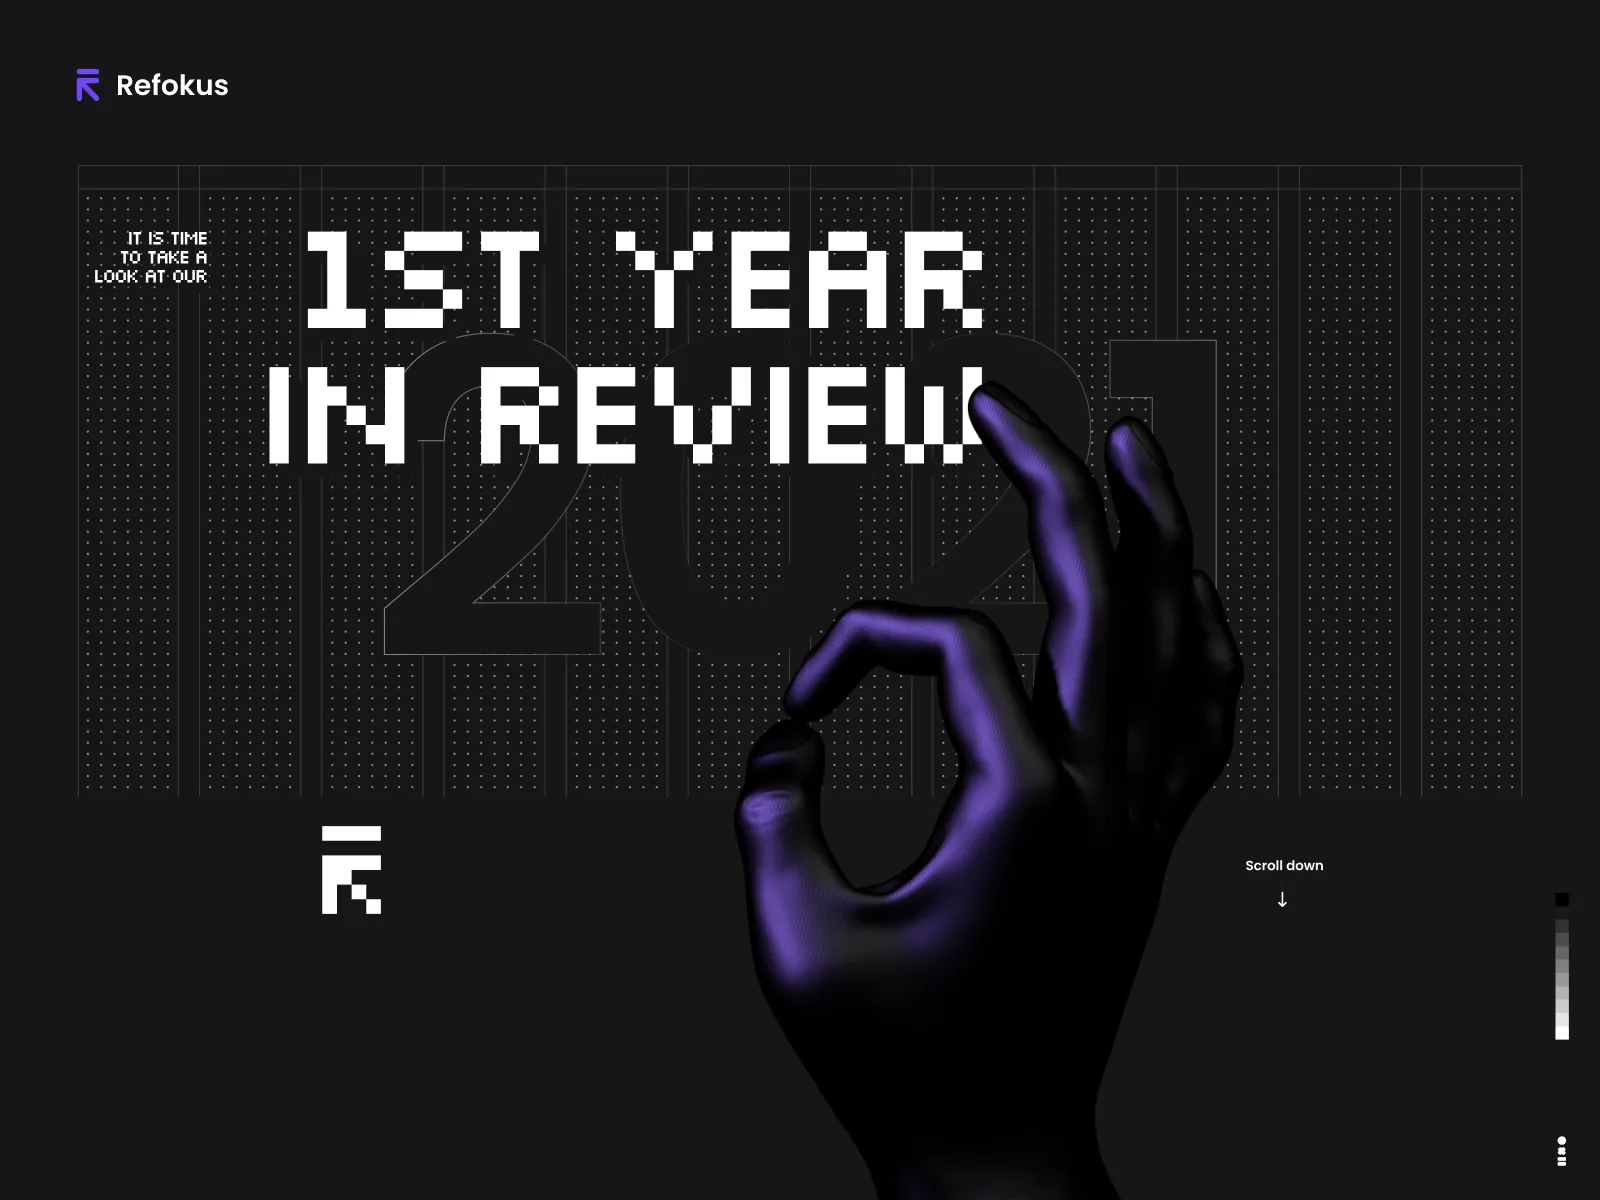 Refokus
IT IS TIME
TO TAKE A
LOOK AT OUR
1ST YEAR
IN REVIEW
2021
Scroll down